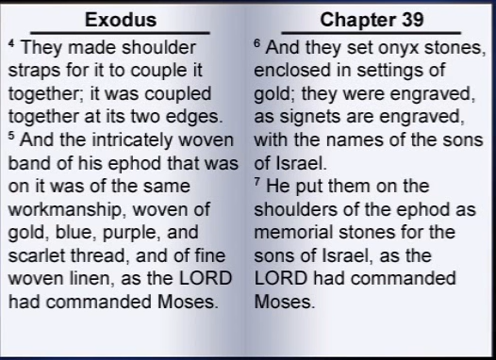 Exodus
⁴ They made shoulder
straps for it to couple it
together; it was coupled
together at its two edges.
⁵ And the intricately woven
band of his ephod that was
on it was of the same
workmanship, woven of
gold, blue, purple, and
scarlet thread, and of fine
woven linen, as the LORD
had commanded Moses.
Chapter 39
⁶ And they set onyx stones,
enclosed in settings of
gold; they were engraved,
as signets are engraved,
with the names of the sons
of Israel.
⁷ He put them on the
shoulders of the ephod as
memorial stones for the
sons of Israel, as the
LORD had commanded
Moses.